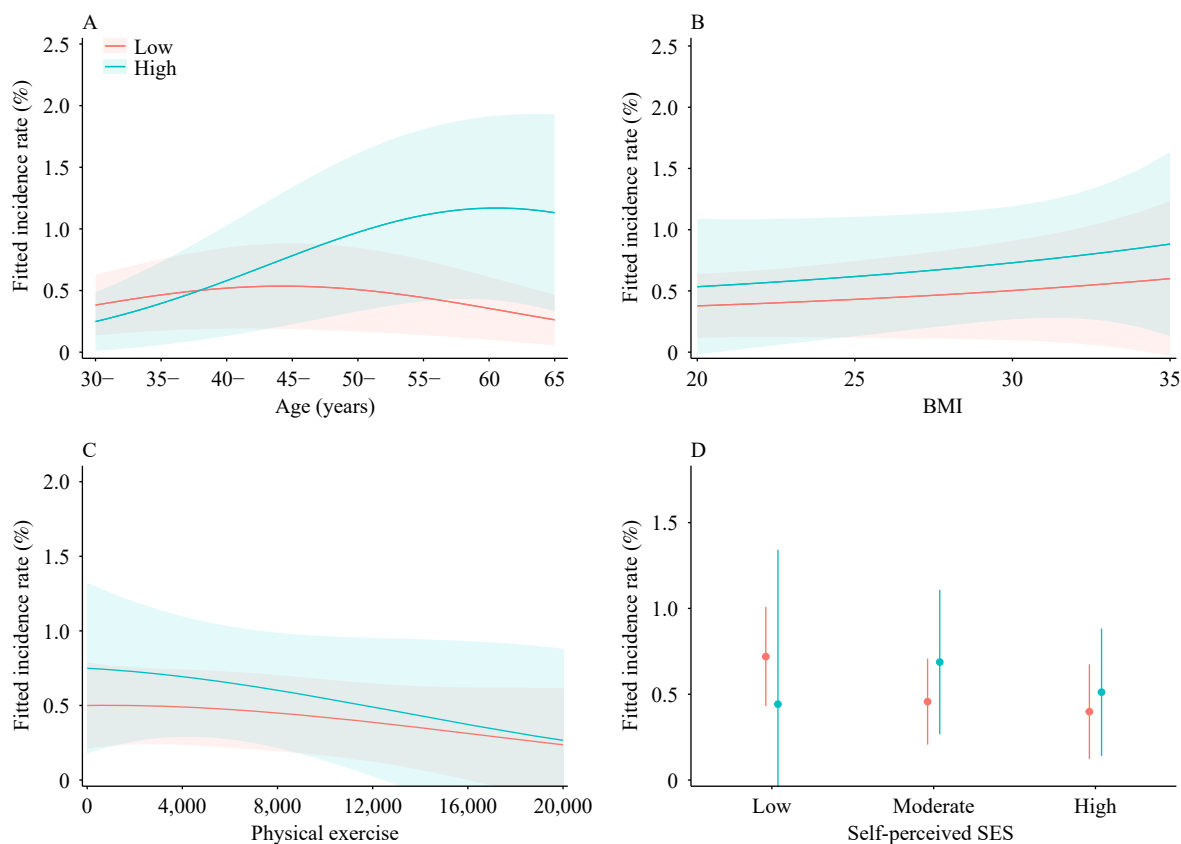 A
Low
High
2.5
2.0
1.5
1.0
0.5
0
Fitted incidence rate (%)
30− 35− 40− 45− 50− 55− 60 65
Age (years)
B
2.5
2.0
1.5
1.0
0.5
0
Fitted incidence rate (%)
20 25 30 35
BMI
C
2.0
1.5
1.0
0.5
0
Fitted incidence rate (%)
0 4,000 8,000 12,000 16,000 20,000
Physical exercise
D
1.5
1.0
0.5
0
Fitted incidence rate (%)
Low Moderate High
Self-perceived SES